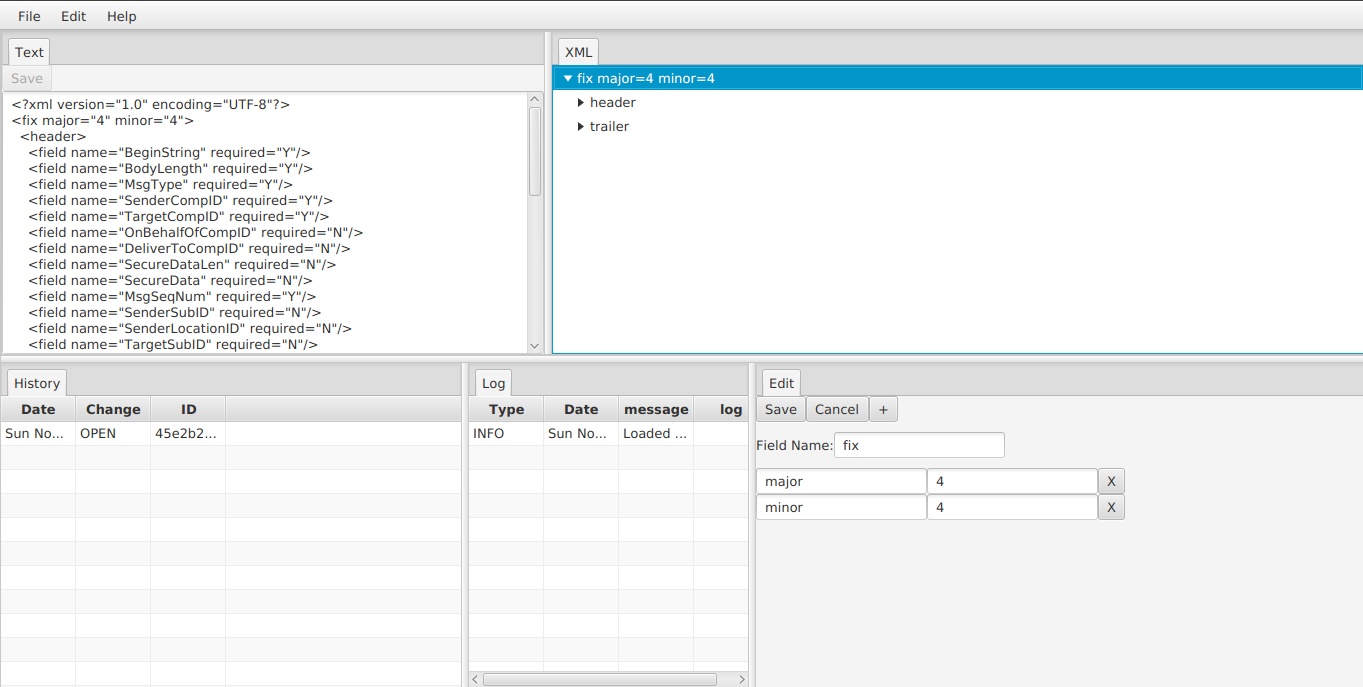 File Edit Help
Text
Save
<?xml version="1.0" encoding="UTF-8"?>
<fix major="4" minor="4">
<header>
<field name="BeginString" required="Y"/>
<field name="BodyLength" required="Y"/>
<field name="MsgType" required="Y"/>
<field name="SenderCompID" required="Y"/>
<field name="TargetCompID" required="Y"/>
<field name="OnBehalfOfCompID" required="N"/>
<field name="DeliverToCompID" required="N"/>
<field name="SecureDataLen" required="N"/>
<field name="SecureData" required="N"/>
<field name="MsgSeqNum" required="Y"/>
<field name="SenderSubID" required="N"/>
<field name="SenderLocationID" required="N"/>
<field name="TargetSubID" required="N"/>
XML
fix major=4 minor=4
header
trailer
History
Date Change ID
Sun No... OPEN 45e2b2...
Log
Type Date message log
INFO Sun No... Loaded ...
Edit
Save Cancel +
Field Name: fix
major 4 X
minor 4 X